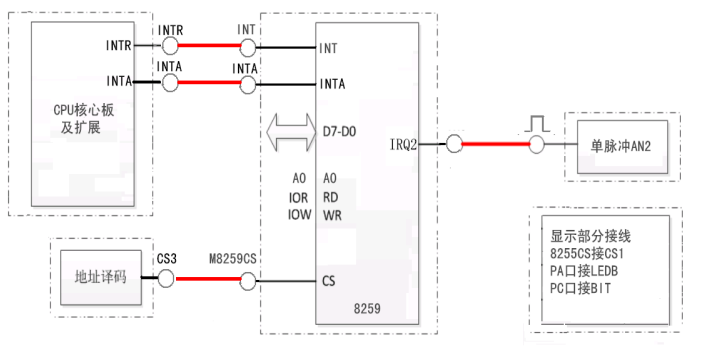 INTR
INT
INTR
INT
INTA
INTA
INTA
INTA
CPU核心板
及扩展
D7-D0
IRQ2
单脉冲AN2
A0
A0
IOR
RD
IOW
WR
显示部分接线
8255CS接CS1
PA口接LEDB
PC口接BIT
CS3
M8259CS
地址译码
CS
8259